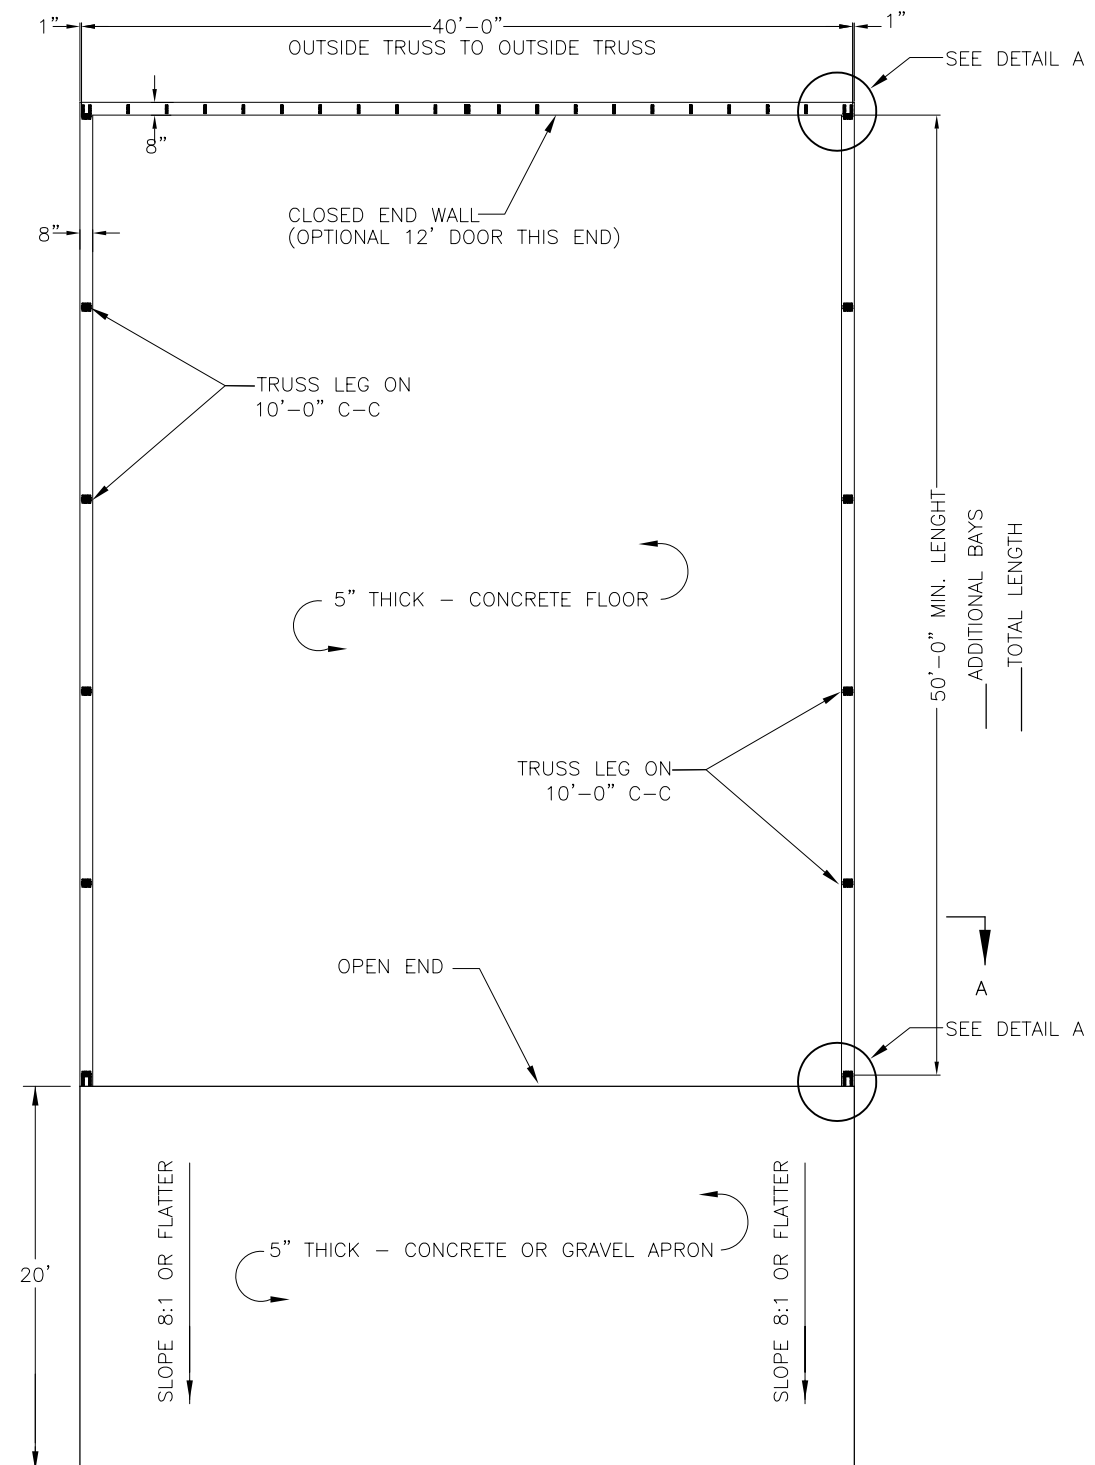 1”
40’–0”
1”
OUTSIDE TRUSS TO OUTSIDE TRUSS
SEE DETAIL A
8”
CLOSED END WALL
(OPTIONAL 12’ DOOR THIS END)
8”
TRUSS LEG ON
10’–0” C–C
5” THICK – CONCRETE FLOOR
50’–0” MIN. LENGHT
ADDITIONAL BAYS
TOTAL LENGTH
TRUSS LEG ON
10’–0” C–C
OPEN END
A
SEE DETAIL A
SLOPE 8:1 OR FLATTER
5” THICK – CONCRETE OR GRAVEL APRON
SLOPE 8:1 OR FLATTER
20’